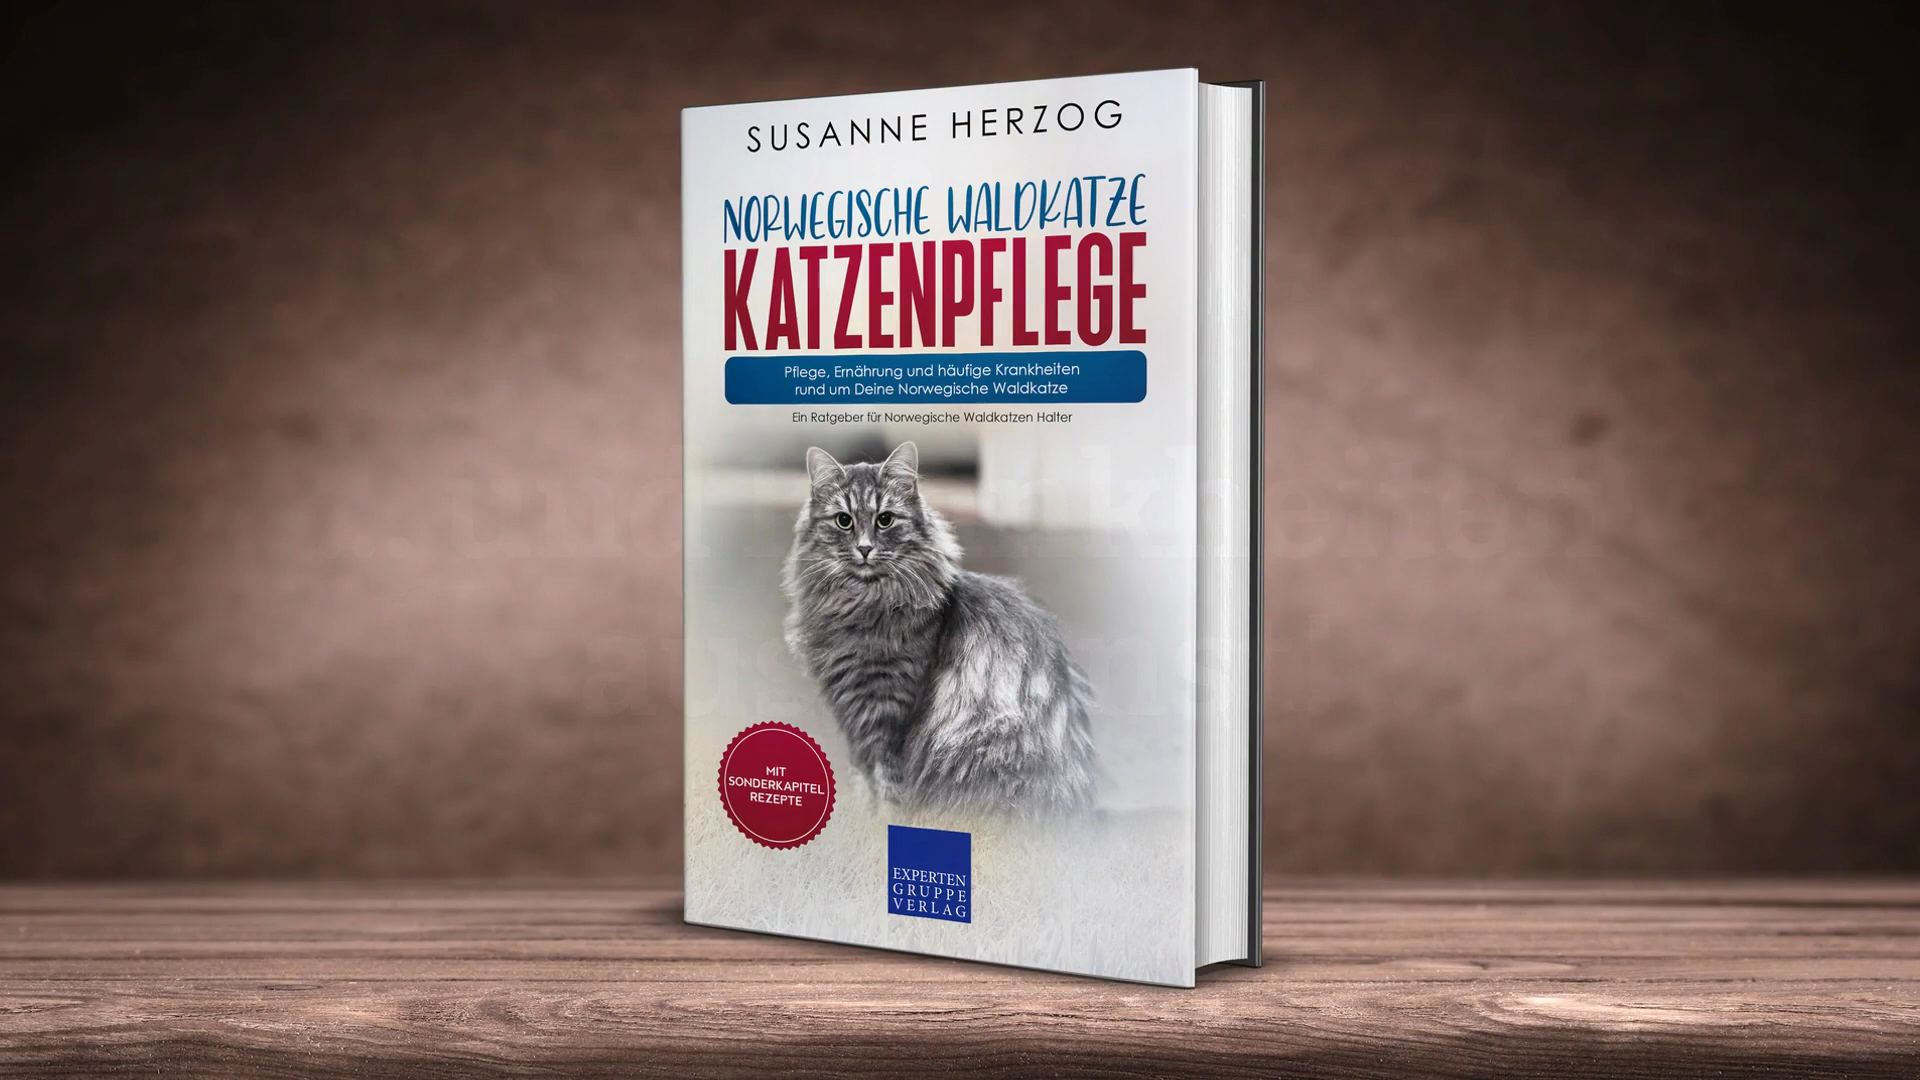 SUSANNE HERZOG
NORWEGISCHE WALDKATZE
KATZENPFLEGE
Pflege, Ernährung und häufige Krankheiten
rund um Deine Norwegische Waldkatze
Ein Ratgeber für Norwegische Waldkatzen Halter
MIT
SONDERKAPITEL
REZEPTE
EXPERTEN
GRUPPE
VERLAG